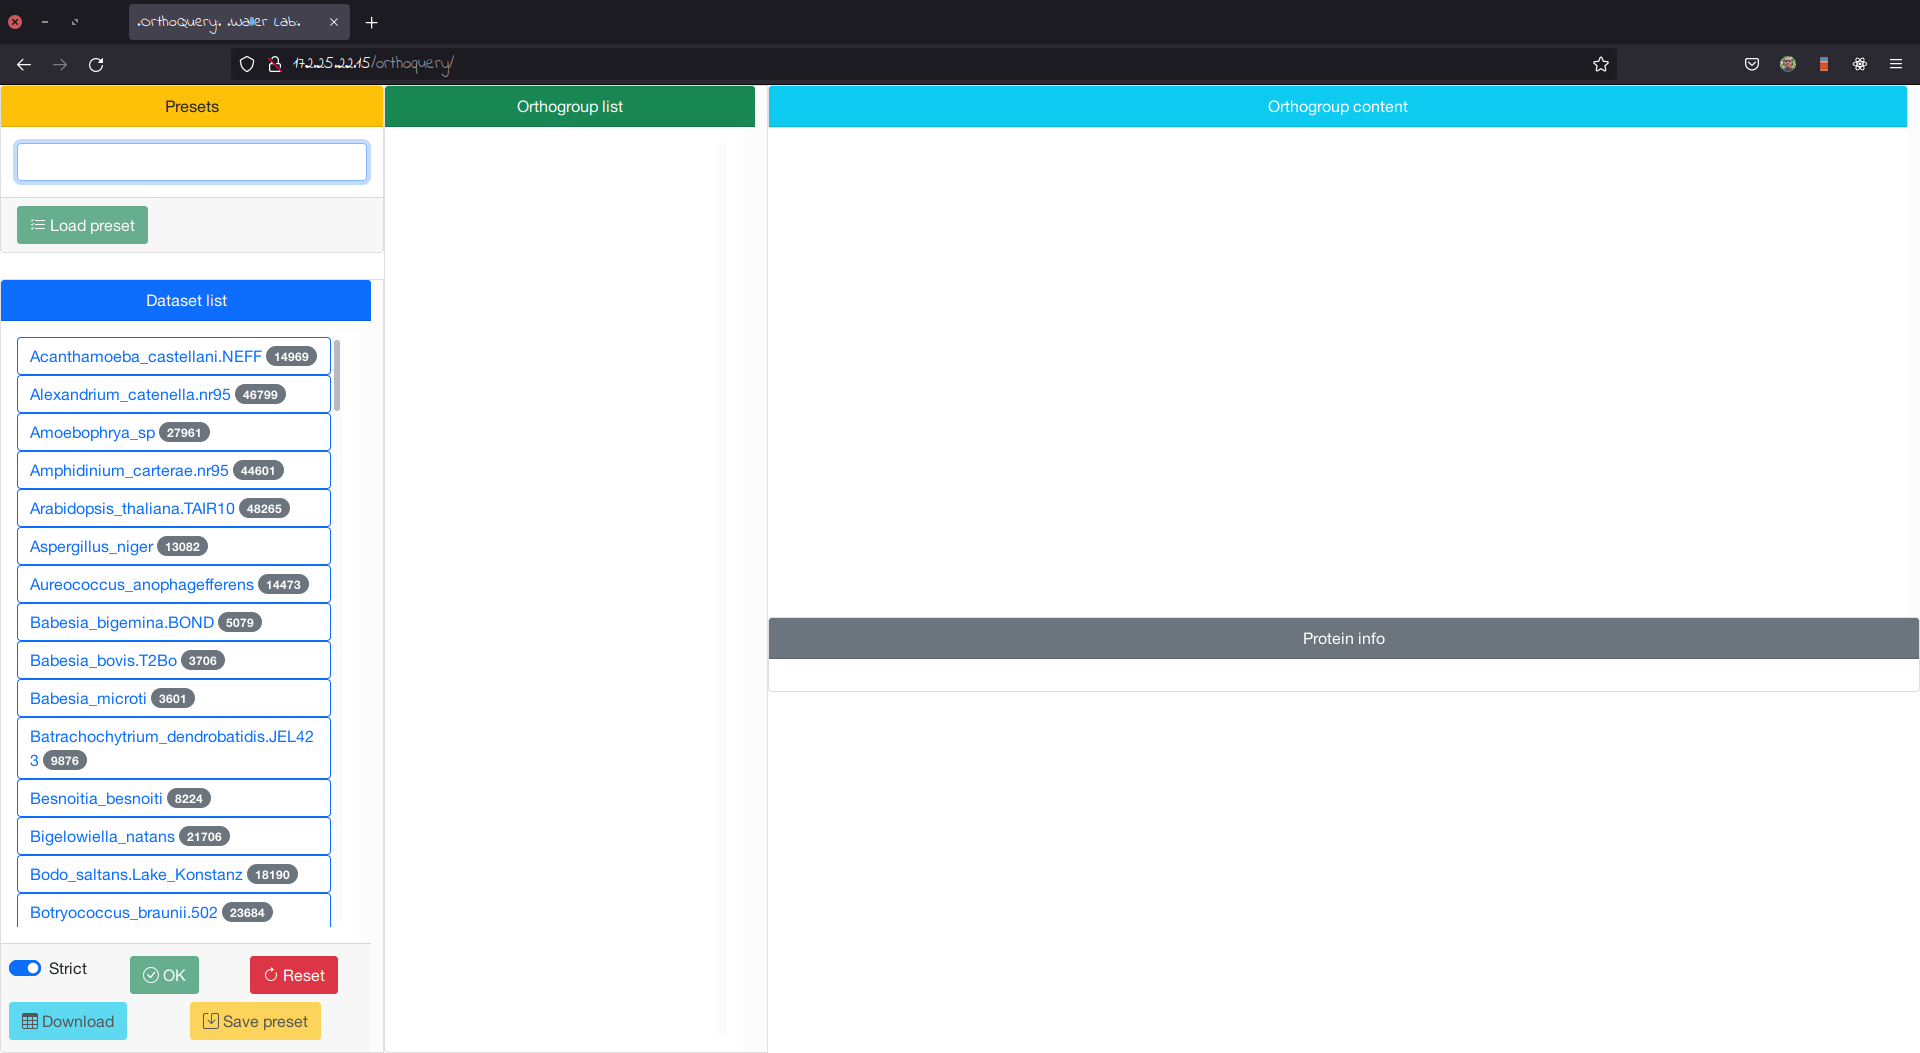 .OrthoQuery. .Waller Lab.
172.25.22.15/orthoquery/
Presets
Orthogroup list
Orthogroup content
Load preset
Dataset list
Acanthamoeba_castellani.NEFF 14969
Alexandrium_catenella.nr95 46799
Amoebophrya_sp 27961
Amphidinium_carterae.nr95 44601
Arabidopsis_thaliana.TAIR10 48265
Aspergillus_niger 13082
Aureococcus_anophagefferens 14473
Babesia_bigemina.BOND 5079
Babesia_bovis.T2Bo 3706
Babesia_microti 3601
Batrachochytrium_dendrobatidis.JEL42
3 9876
Besnoitia_besnoiti 8224
Bigelowiella_natans 21706
Bodo_saltans.Lake_Konstanz 18190
Botryococcus_braunii.502 23684
Protein info
Strict
OK
Reset
Download
Save preset